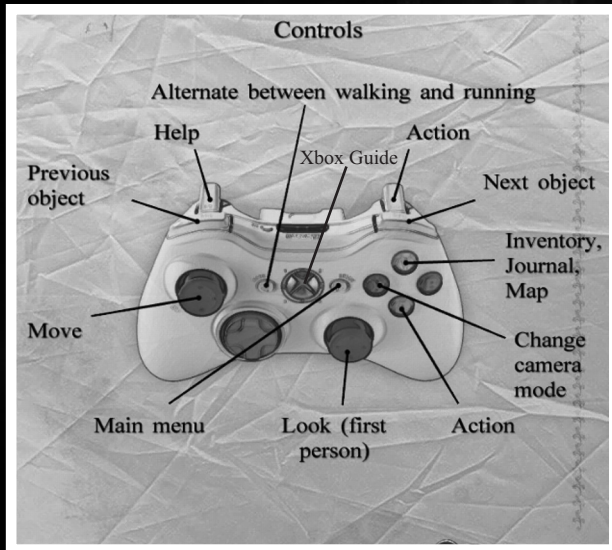 Controls
Alternate between walking and running
Help
Action
Xbox Guide
Previous
object
Next object
Inventory,
Journal,
Map
Move
Change
camera
mode
Main menu
Look (first
person)
Action